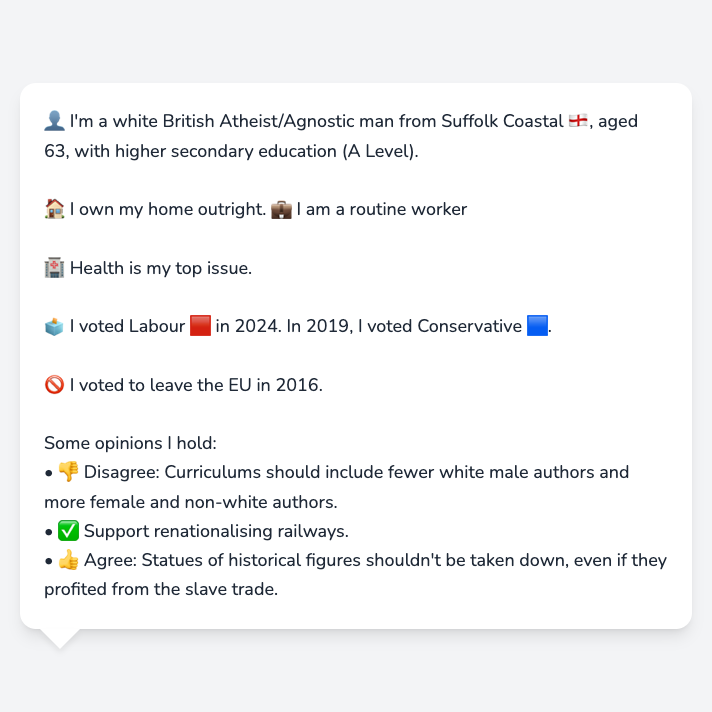 👤 I'm a white British Atheist/Agnostic man from Suffolk Coastal 🏴󠁧󠁢󠁥󠁮󠁧󠁿, aged
63, with higher secondary education (A Level).
🏠 I own my home outright. 💼 I am a routine worker
🏥 Health is my top issue.
🗳️ I voted Labour 🟥 in 2024. In 2019, I voted Conservative 🟦.
🚫 I voted to leave the EU in 2016.
Some opinions I hold:
• 👎 Disagree: Curriculums should include fewer white male authors and
more female and non-white authors.
• ✅ Support renationalising railways.
• 👍 Agree: Statues of historical figures shouldn't be taken down, even if they
profited from the slave trade.